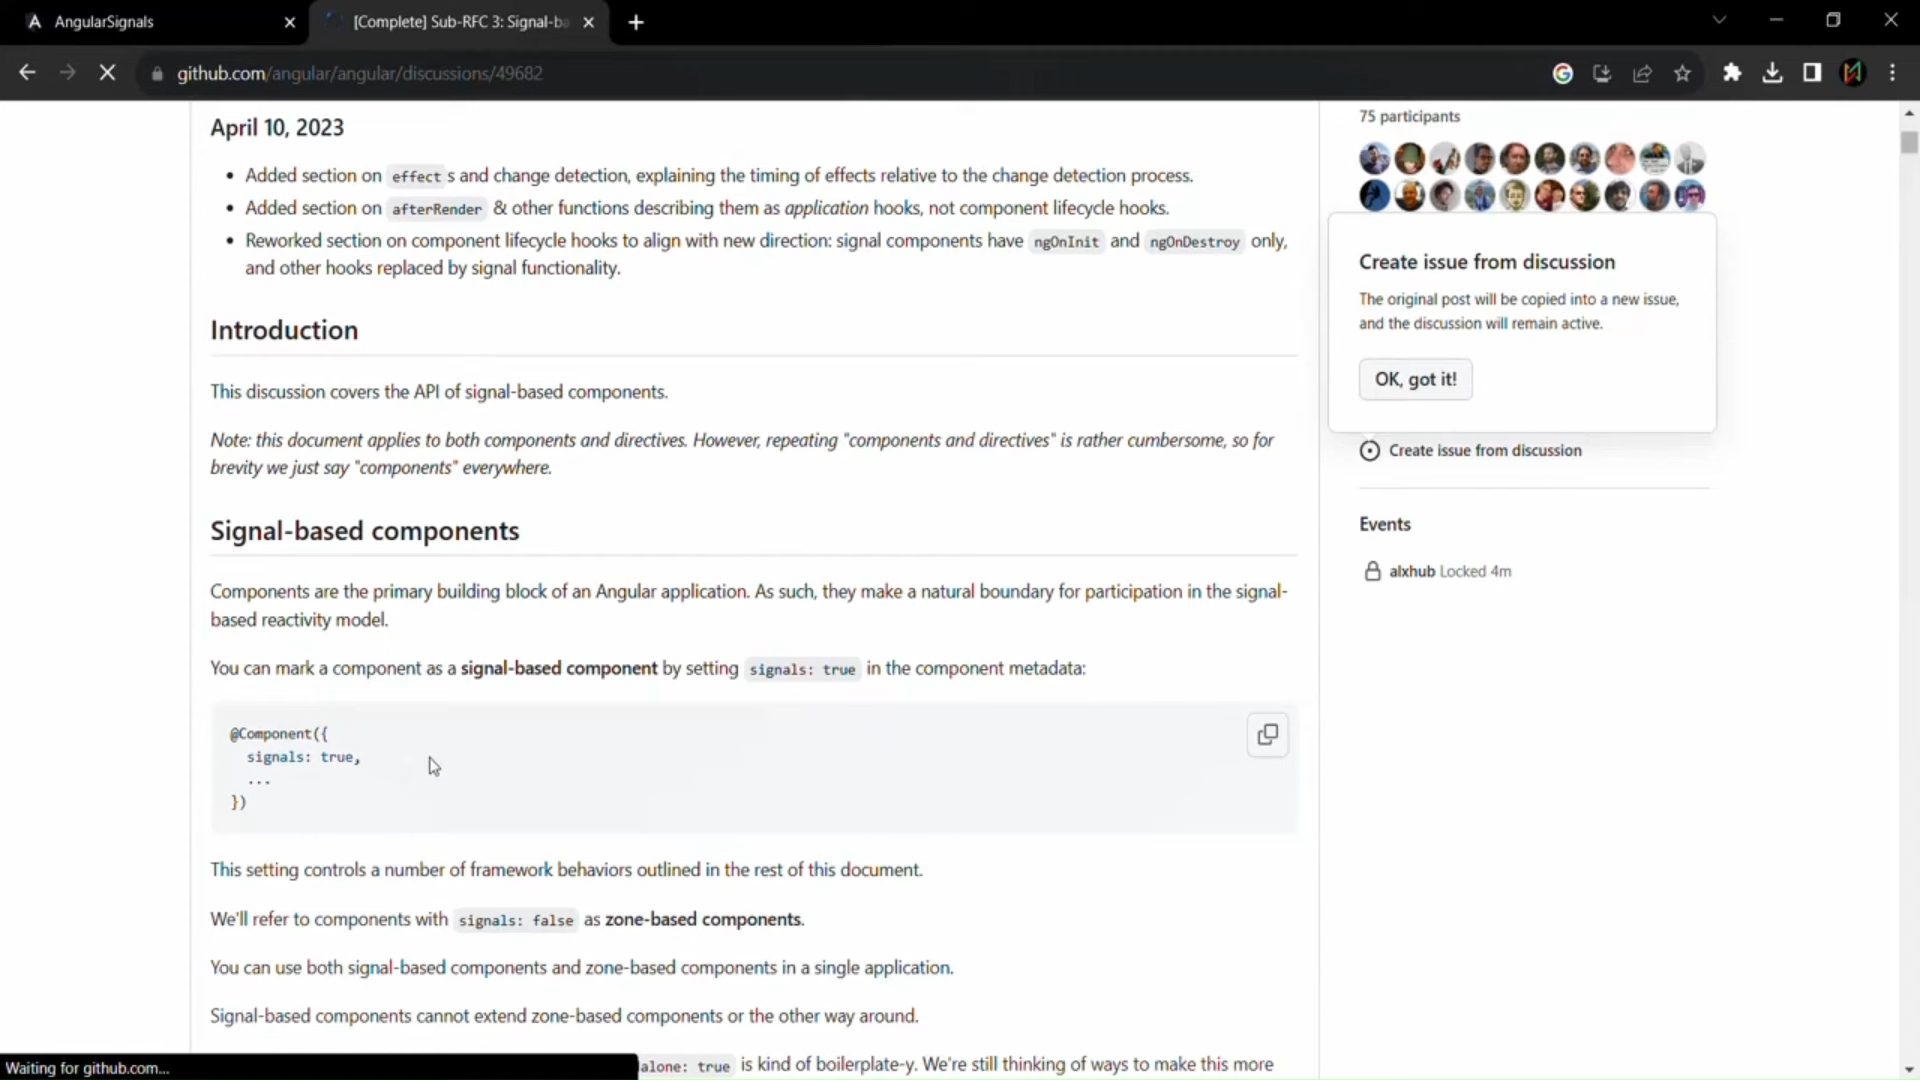 AngularSignals
[Complete] Sub-RFC 3: Signal-ba
github.com/angular/angular/discussions/49682
April 10, 2023
• Added section on effect s and change detection, explaining the timing of effects relative to the change detection process.
• Added section on afterRender & other functions describing them as application hooks, not component lifecycle hooks.
• Reworked section on component lifecycle hooks to align with new direction: signal components have ngOnInit and ngOnDestroy only,
and other hooks replaced by signal functionality.
Introduction
This discussion covers the API of signal-based components.
Note: this document applies to both components and directives. However, repeating "components and directives" is rather cumbersome, so for
brevity we just say "components" everywhere.
Signal-based components
Components are the primary building block of an Angular application. As such, they make a natural boundary for participation in the signal-
based reactivity model.
You can mark a component as a signal-based component by setting signals: true in the component metadata:
@Component({
signals: true,
...
})
This setting controls a number of framework behaviors outlined in the rest of this document.
We'll refer to components with signals: false as zone-based components.
You can use both signal-based components and zone-based components in a single application.
Signal-based components cannot extend zone-based components or the other way around.
alone: true is kind of boilerplate-y. We're still thinking of ways to make this more
75 participants
Create issue from discussion
The original post will be copied into a new issue,
and the discussion will remain active.
OK, got it!
Create issue from discussion
Events
alxhub Locked 4m
Waiting for github.com...